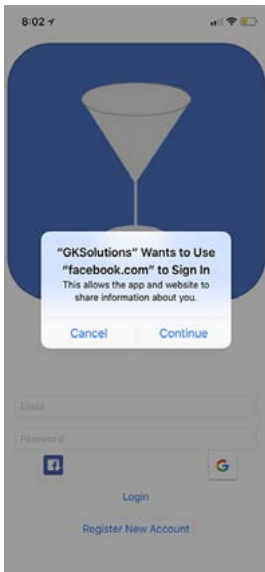 8:02
"GKSolutions" Wants to Use
"facebook.com" to Sign In
This allows the app and website to
share information about you.
Cancel Continue
Email
Password
f G
Login
Register New Account